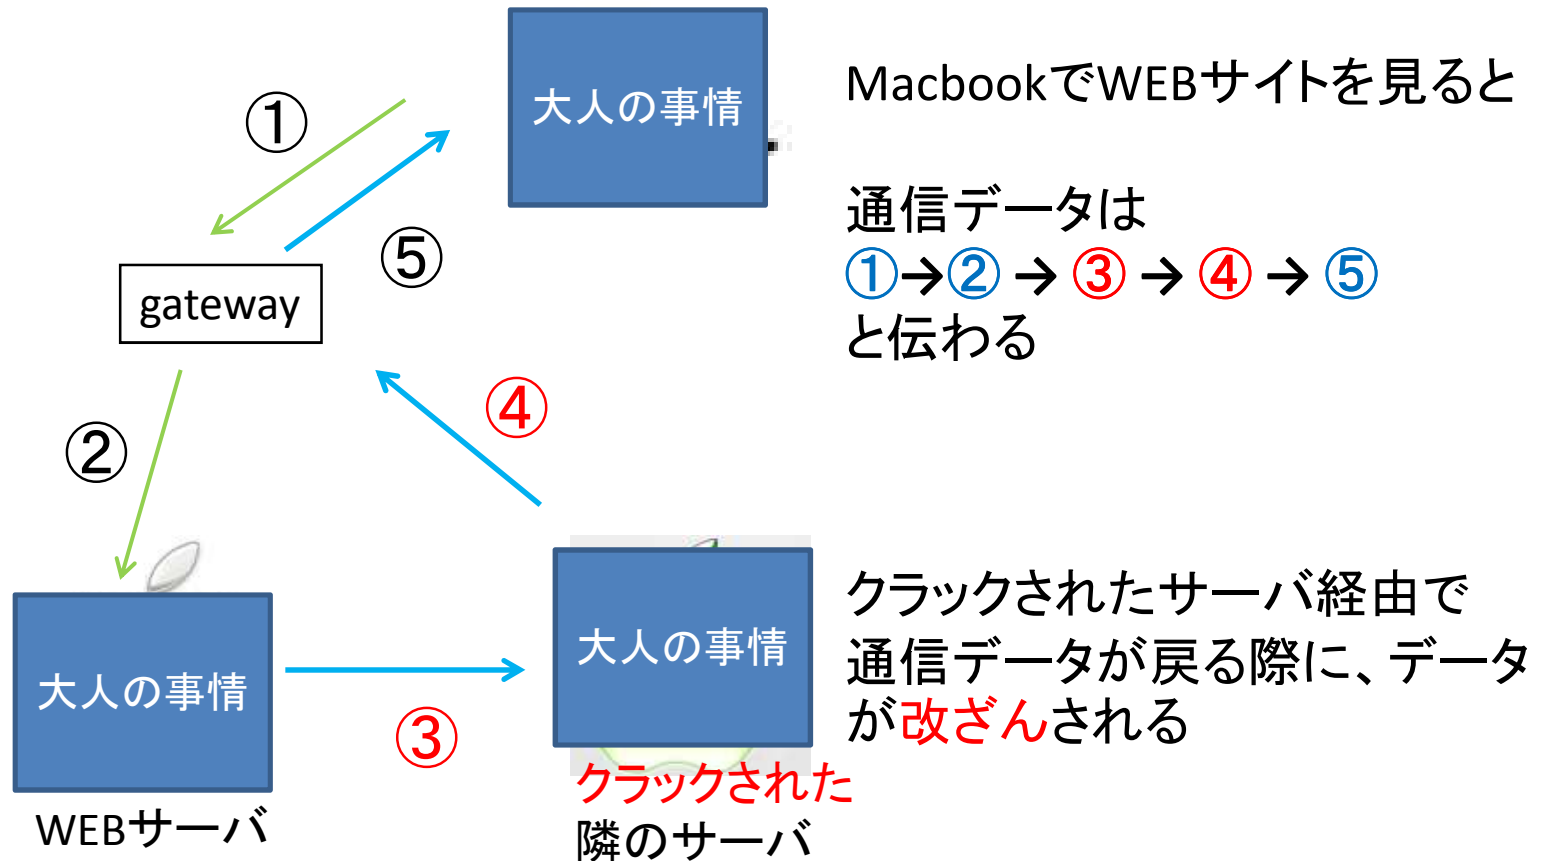 大人の事情
MacbookでWEBサイトを見ると
①
通信データは
⑤
①→② → ③ → ④ → ⑤
gateway
と伝わる
④
②
クラックされたサーバ経由で
大人の事情
通信データが戻る際に、データ
大人の事情
が改ざんされる
③
クラックされた
WEBサーバ
隣のサーバ